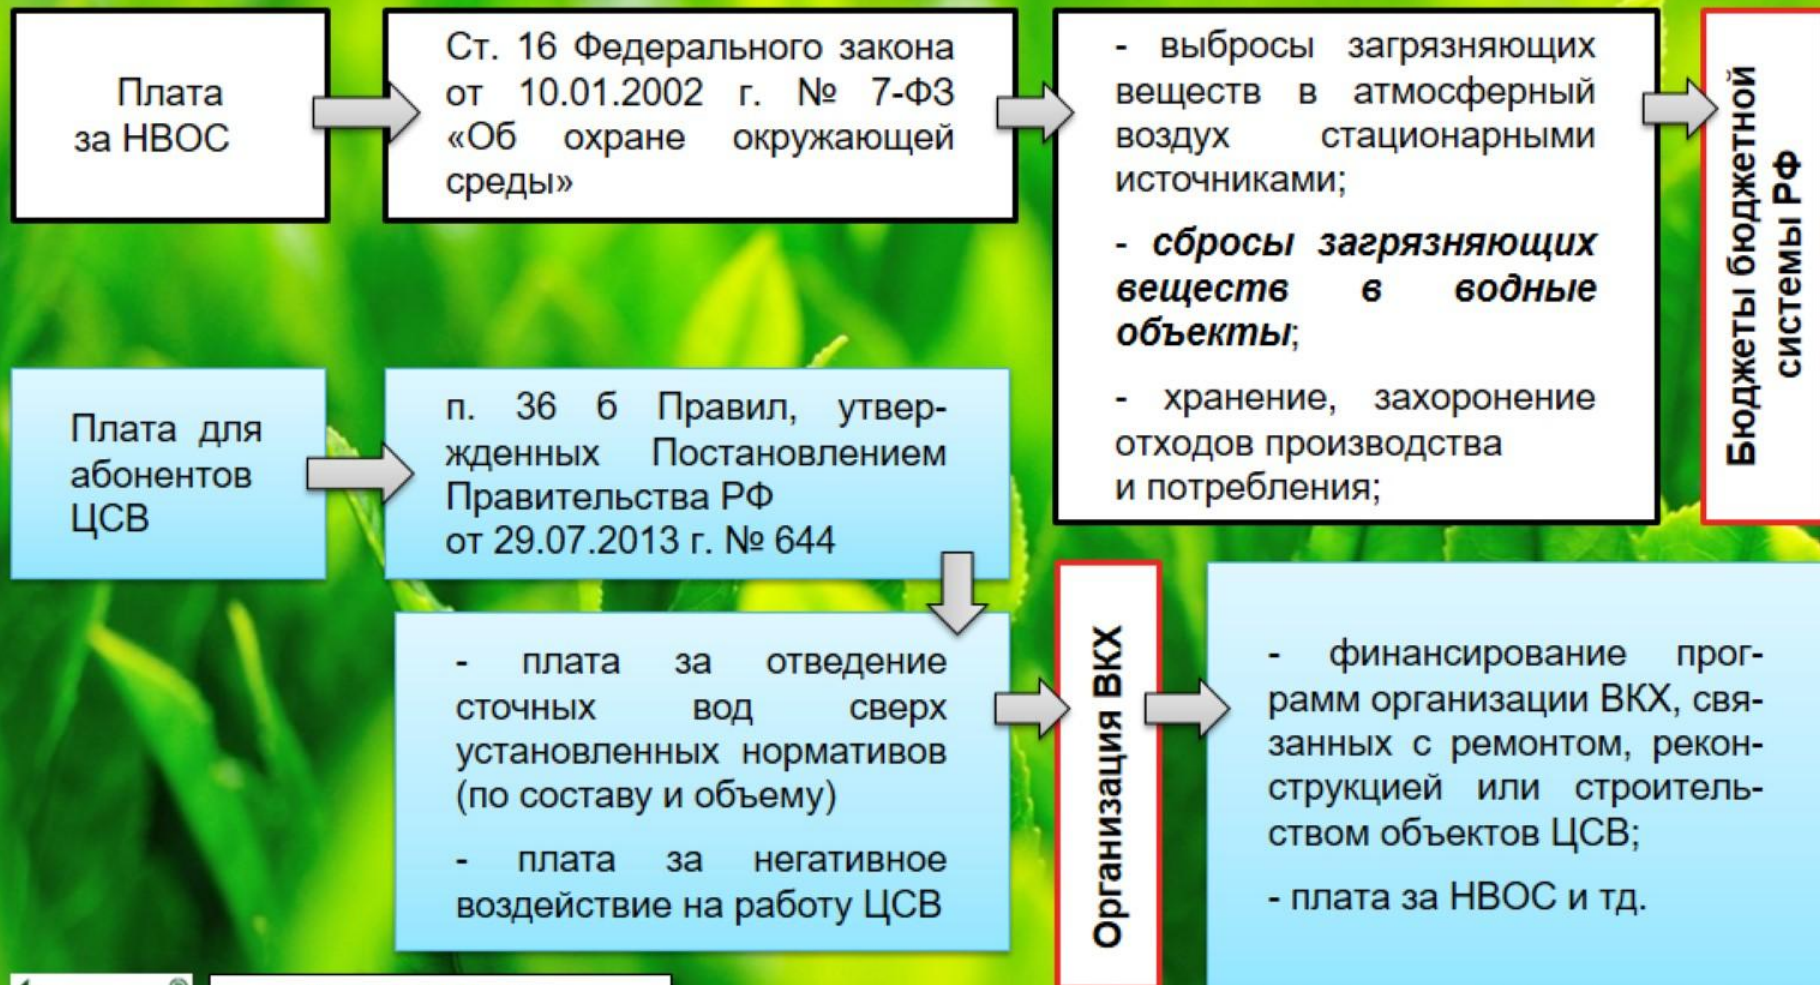 Плата
за НВОС
Ст. 16 Федерального закона
от 10.01.2002 г. № 7-ФЗ
«Об охране окружающей
среды»
- выбросы загрязняющих
веществ в атмосферный
воздух стационарными
источниками;
- сбросы загрязняющих
веществ в водные
объекты;
- хранение, захоронение
отходов производства
и потребления;
Бюджеты бюджетной
системы РФ
Плата для
абонентов
ЦСВ
п. 36 б Правил, утвер-
жденных Постановлением
Правительства РФ
от 29.07.2013 г. № 644
- плата за отведение
сточных вод сверх
установленных нормативов
(по составу и объему)
- плата за негативное
воздействие на работу ЦСВ
Организация ВКХ
- финансирование прог-
рамм организации ВКХ, свя-
занных с ремонтом, рекон-
струкцией или строитель-
ством объектов ЦСВ;
- плата за НВОС и тд.